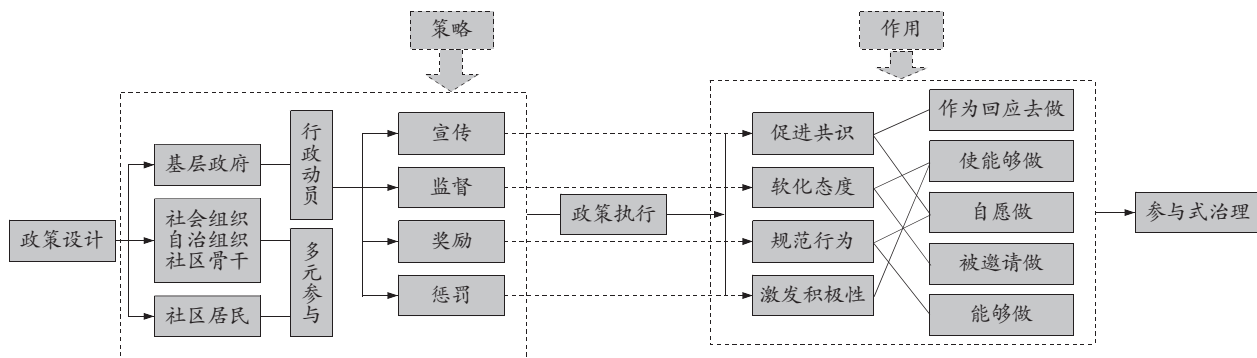 策略
作用
政策设计
基层政府
社会组织
自治组织
社区骨干
社区居民
行政动员
多元参与
宣传
监督
奖励
惩罚
政策执行
促进共识
软化态度
规范行为
激发积极性
作为回应去做
使能够做
自愿做
被邀请做
能够做
参与式治理